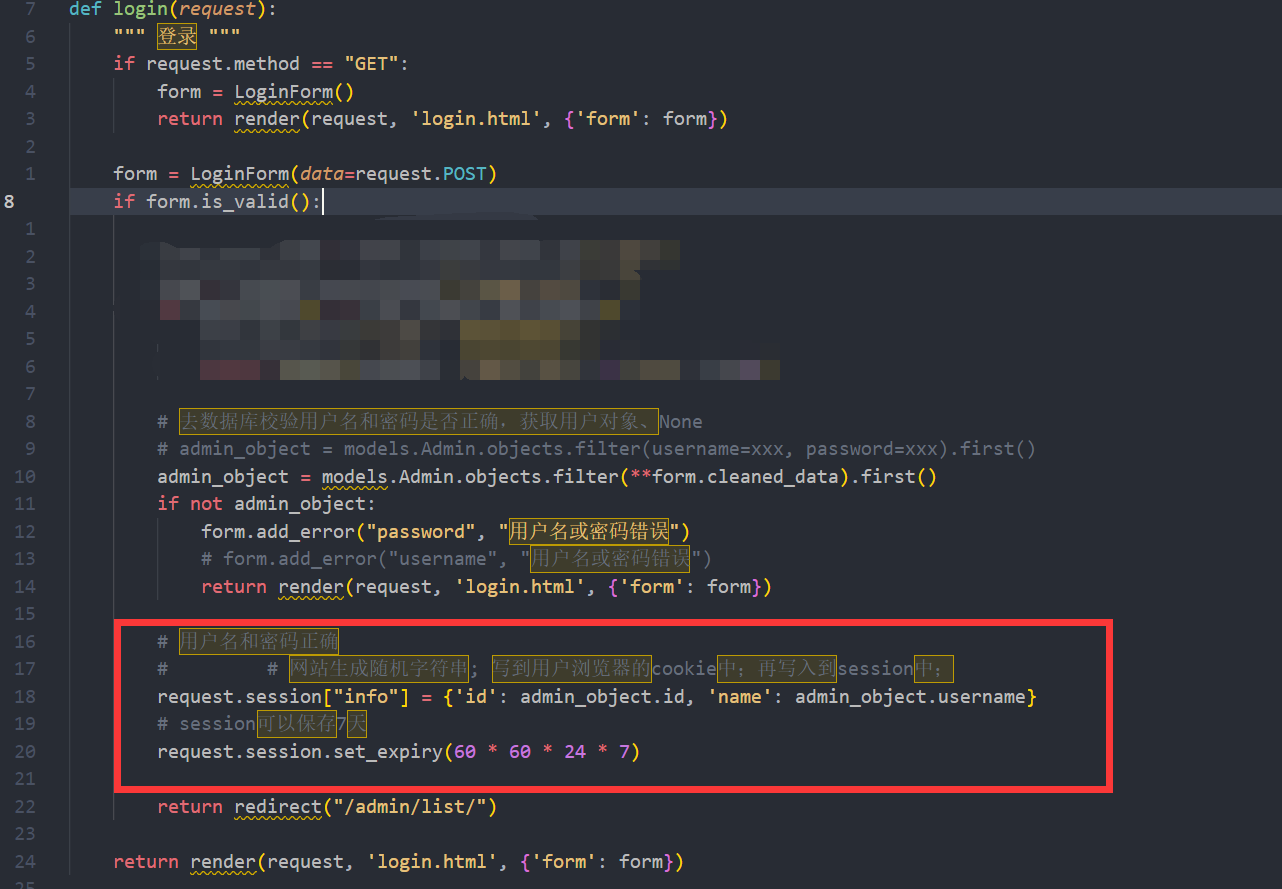 7 def login(request):
6 """ 登录 """
5 if request.method == "GET":
4 form = LoginForm()
3 return render(request, 'login.html', {'form': form})
2
1 form = LoginForm(data=request.POST)
8 if form.is_valid():
1
2
3
4
5
6
7
8 # 去数据库校验用户名和密码是否正确，获取用户对象、None
9 # admin_object = models.Admin.objects.filter(username=xxx, password=xxx).first()
10 admin_object = models.Admin.objects.filter(**form.cleaned_data).first()
11 if not admin_object:
12 form.add_error("password", "用户名或密码错误")
13 # form.add_error("username", "用户名或密码错误")
14 return render(request, 'login.html', {'form': form})
15
16 # 用户名和密码正确
17 # # 网站生成随机字符串; 写到用户浏览器的cookie中；再写入到session中；
18 request.session["info"] = {'id': admin_object.id, 'name': admin_object.username}
19 # session可以保存7天
20 request.session.set_expiry(60 * 60 * 24 * 7)
21
22 return redirect("/admin/list/")
23
24 return render(request, 'login.html', {'form': form})